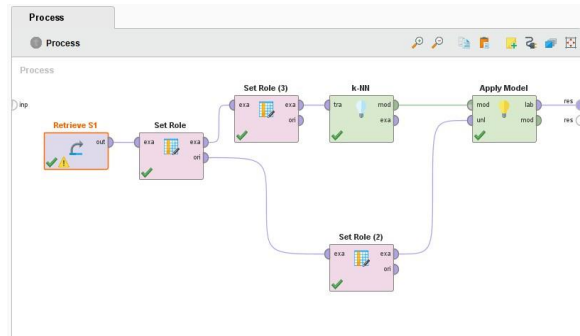 Process
Process
Process
inp
Retrieve S1
out
Set Role
exa
exa
ori
Set Role (3)
exa
exa
ori
k-NN
tra
mod
exa
Apply Model
mod
lab
unl
mod
res
res
Set Role (2)
exa
exa
ori